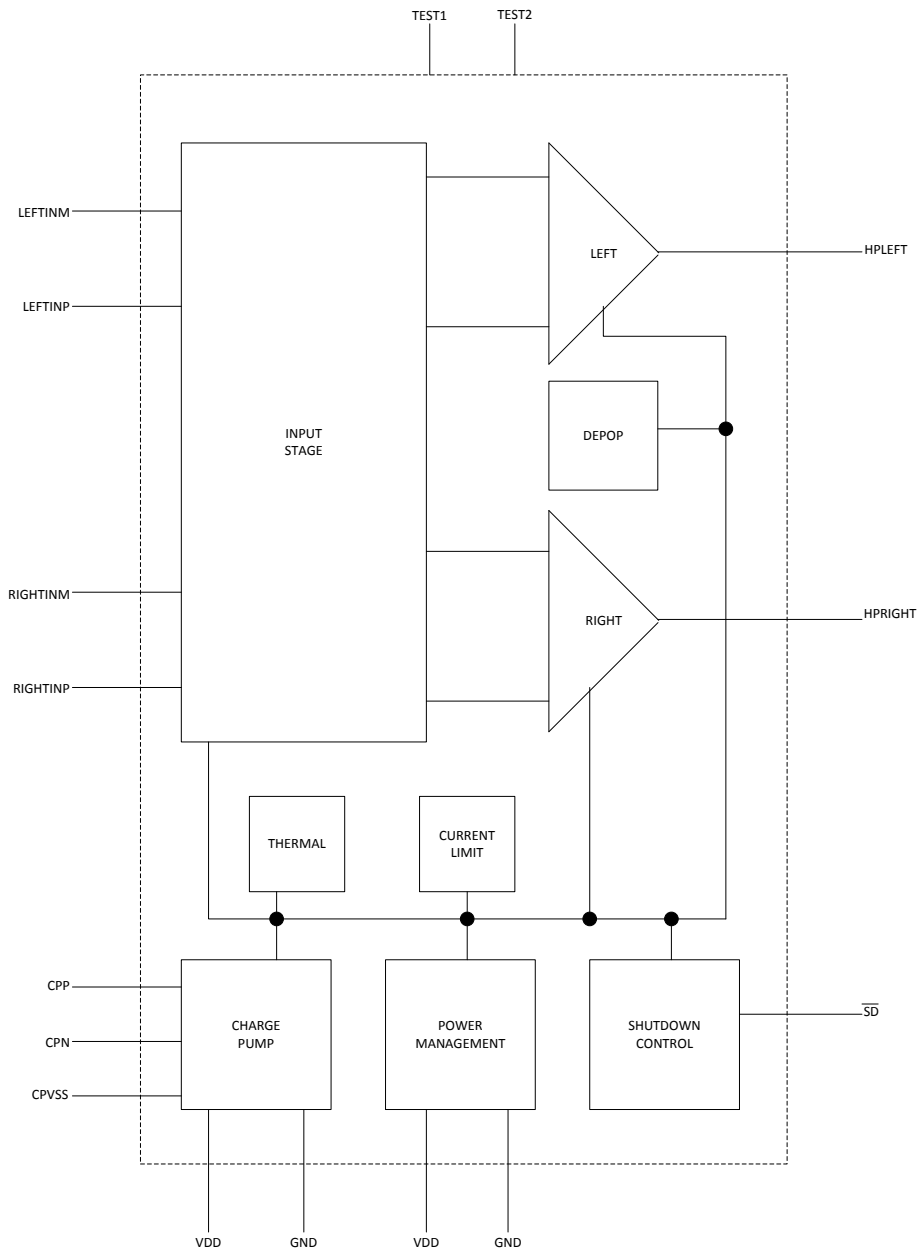 TEST1
TEST2
LEFTINM
LEFTINP
LEFT
HPLEFT
INPUT
STAGE
DEPOP
RIGHTINM
RIGHTINP
RIGHT
HPRIGHT
THERMAL
CURRENT
LIMIT
CPP
CPN
CPVSS
CHARGE
PUMP
POWER
MANAGEMENT
SHUTDOWN
CONTROL
S̅D̅
VDD
GND
VDD
GND